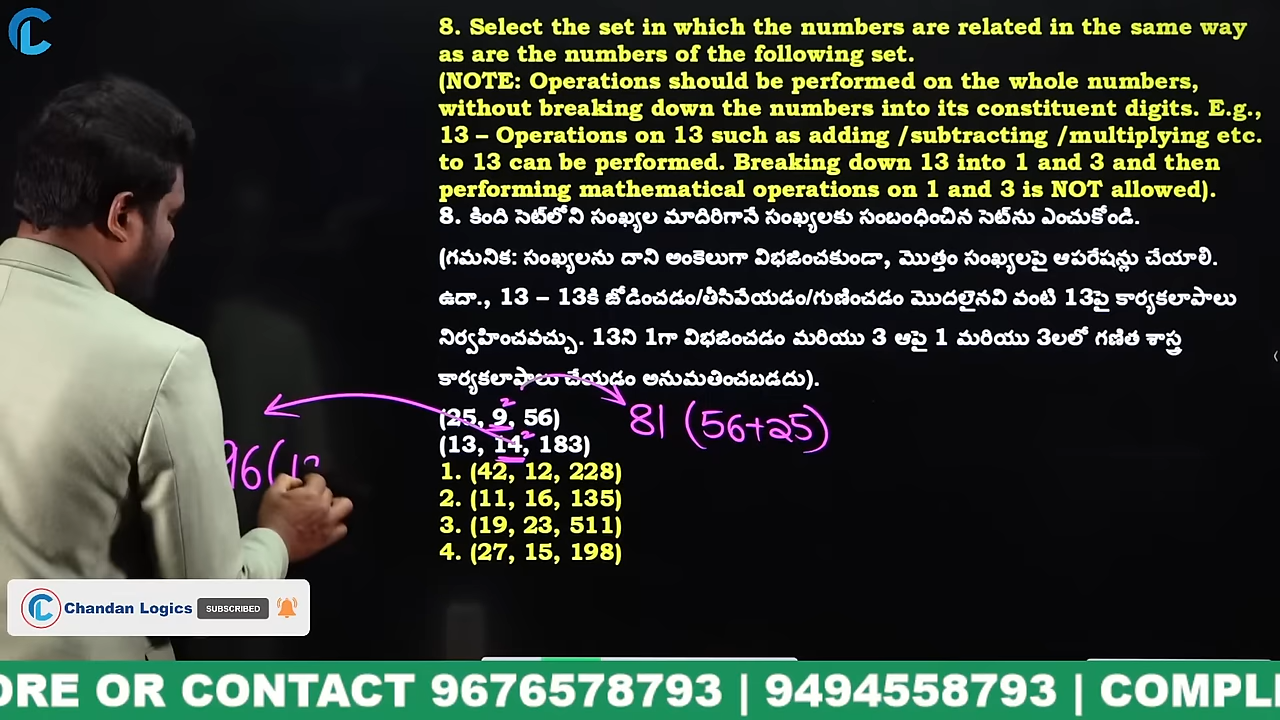 8. Select the set in which the numbers are related in the same way
as are the numbers of the following set.
(NOTE: Operations should be performed on the whole numbers,
without breaking down the numbers into its constituent digits. E.g.,
13 – Operations on 13 such as adding /subtracting /multiplying etc.
to 13 can be performed. Breaking down 13 into 1 and 3 and then
performing mathematical operations on 1 and 3 is NOT allowed).
8. కింది సెట్‌లోని సంఖ్యల మాదిరిగానే సంఖ్యలకు సంబంధించిన సెట్‌ను ఎంచుకోండి.
(గమనిక: సంఖ్యలను దాని అంకెలుగా విభజించకుండా, మొత్తం సంఖ్యలపై ఆపరేషన్లు చేయాలి.
ఉదా., 13 – 13కి జోడించడం/తీసివేయడం/గుణించడం మొదలైనవి వంటి 13పై కార్యకలాపాలు
నిర్వహించవచ్చు. 13ని 1గా విభజించడం మరియు 3 ఆపై 1 మరియు 3లలో గణిత శాస్త్ర
కార్యకలాపాలు చేయడం అనుమతించబడదు).
(25, 9², 56) 81 (56+25)
(13, 14², 183)
96(13
1. (42, 12, 228)
2. (11, 16, 135)
3. (19, 23, 511)
4. (27, 15, 198)
Chandan Logics SUBSCRIBED
ORE OR CONTACT 9676578793 | 9494558793 | COMPL